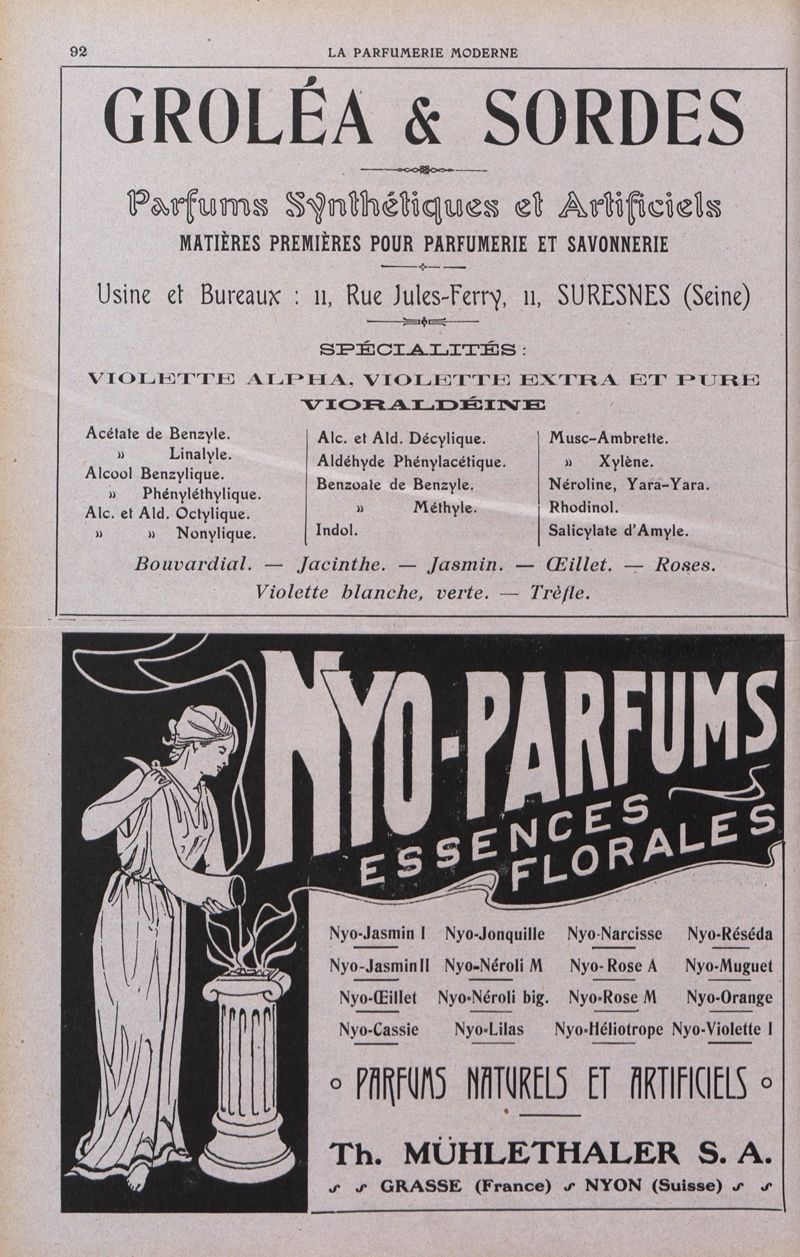 92
LA PARFUMERIE MODERNE
GROLÉA & SORDES
Parfums Synthétiques et Artificiels
MATIÈRES PREMIÈRES POUR PARFUMERIE ET SAVONNERIE
Usine et Bureaux : 11, Rue Jules-Ferry, 11, SURESNES (Seine)
SPÉCIALITÉS :
VIOLETTE ALPHA. VIOLETTE EXTRA ET PURE
VIORALDÉINE
Acétate de Benzyle.
» Linalyle.
Alcool Benzylique.
» Phényléthylique.
Alc. et Ald. Octylique.
» » Nonylique.
Alc. et Ald. Décylique.
Aldéhyde Phénylacétique.
Benzoate de Benzyle.
» Méthyle.
Indol.
Musc-Ambrette.
» Xylène.
Néroline, Yara-Yara.
Rhodinol.
Salicylate d'Amyle.
Bouvardial. — Jacinthe. — Jasmin. — Œillet. — Roses.
Violette blanche, verte. — Trèfle.
NYO-PARFUMS
ESSENCES
FLORALES
Nyo-Jasmin I Nyo-Jonquille Nyo-Narcisse Nyo-Réséda
Nyo-Jasmin II Nyo-Néroli M Nyo-Rose A Nyo-Muguet
Nyo-Œillet Nyo-Néroli big. Nyo-Rose M Nyo-Orange
Nyo-Cassie Nyo-Lilas Nyo-Héliotrope Nyo-Violette I
PARFUMS NATURELS ET ARTIFICIELS
Th. MÜHLETHALER S. A.
GRASSE (France) NYON (Suisse)